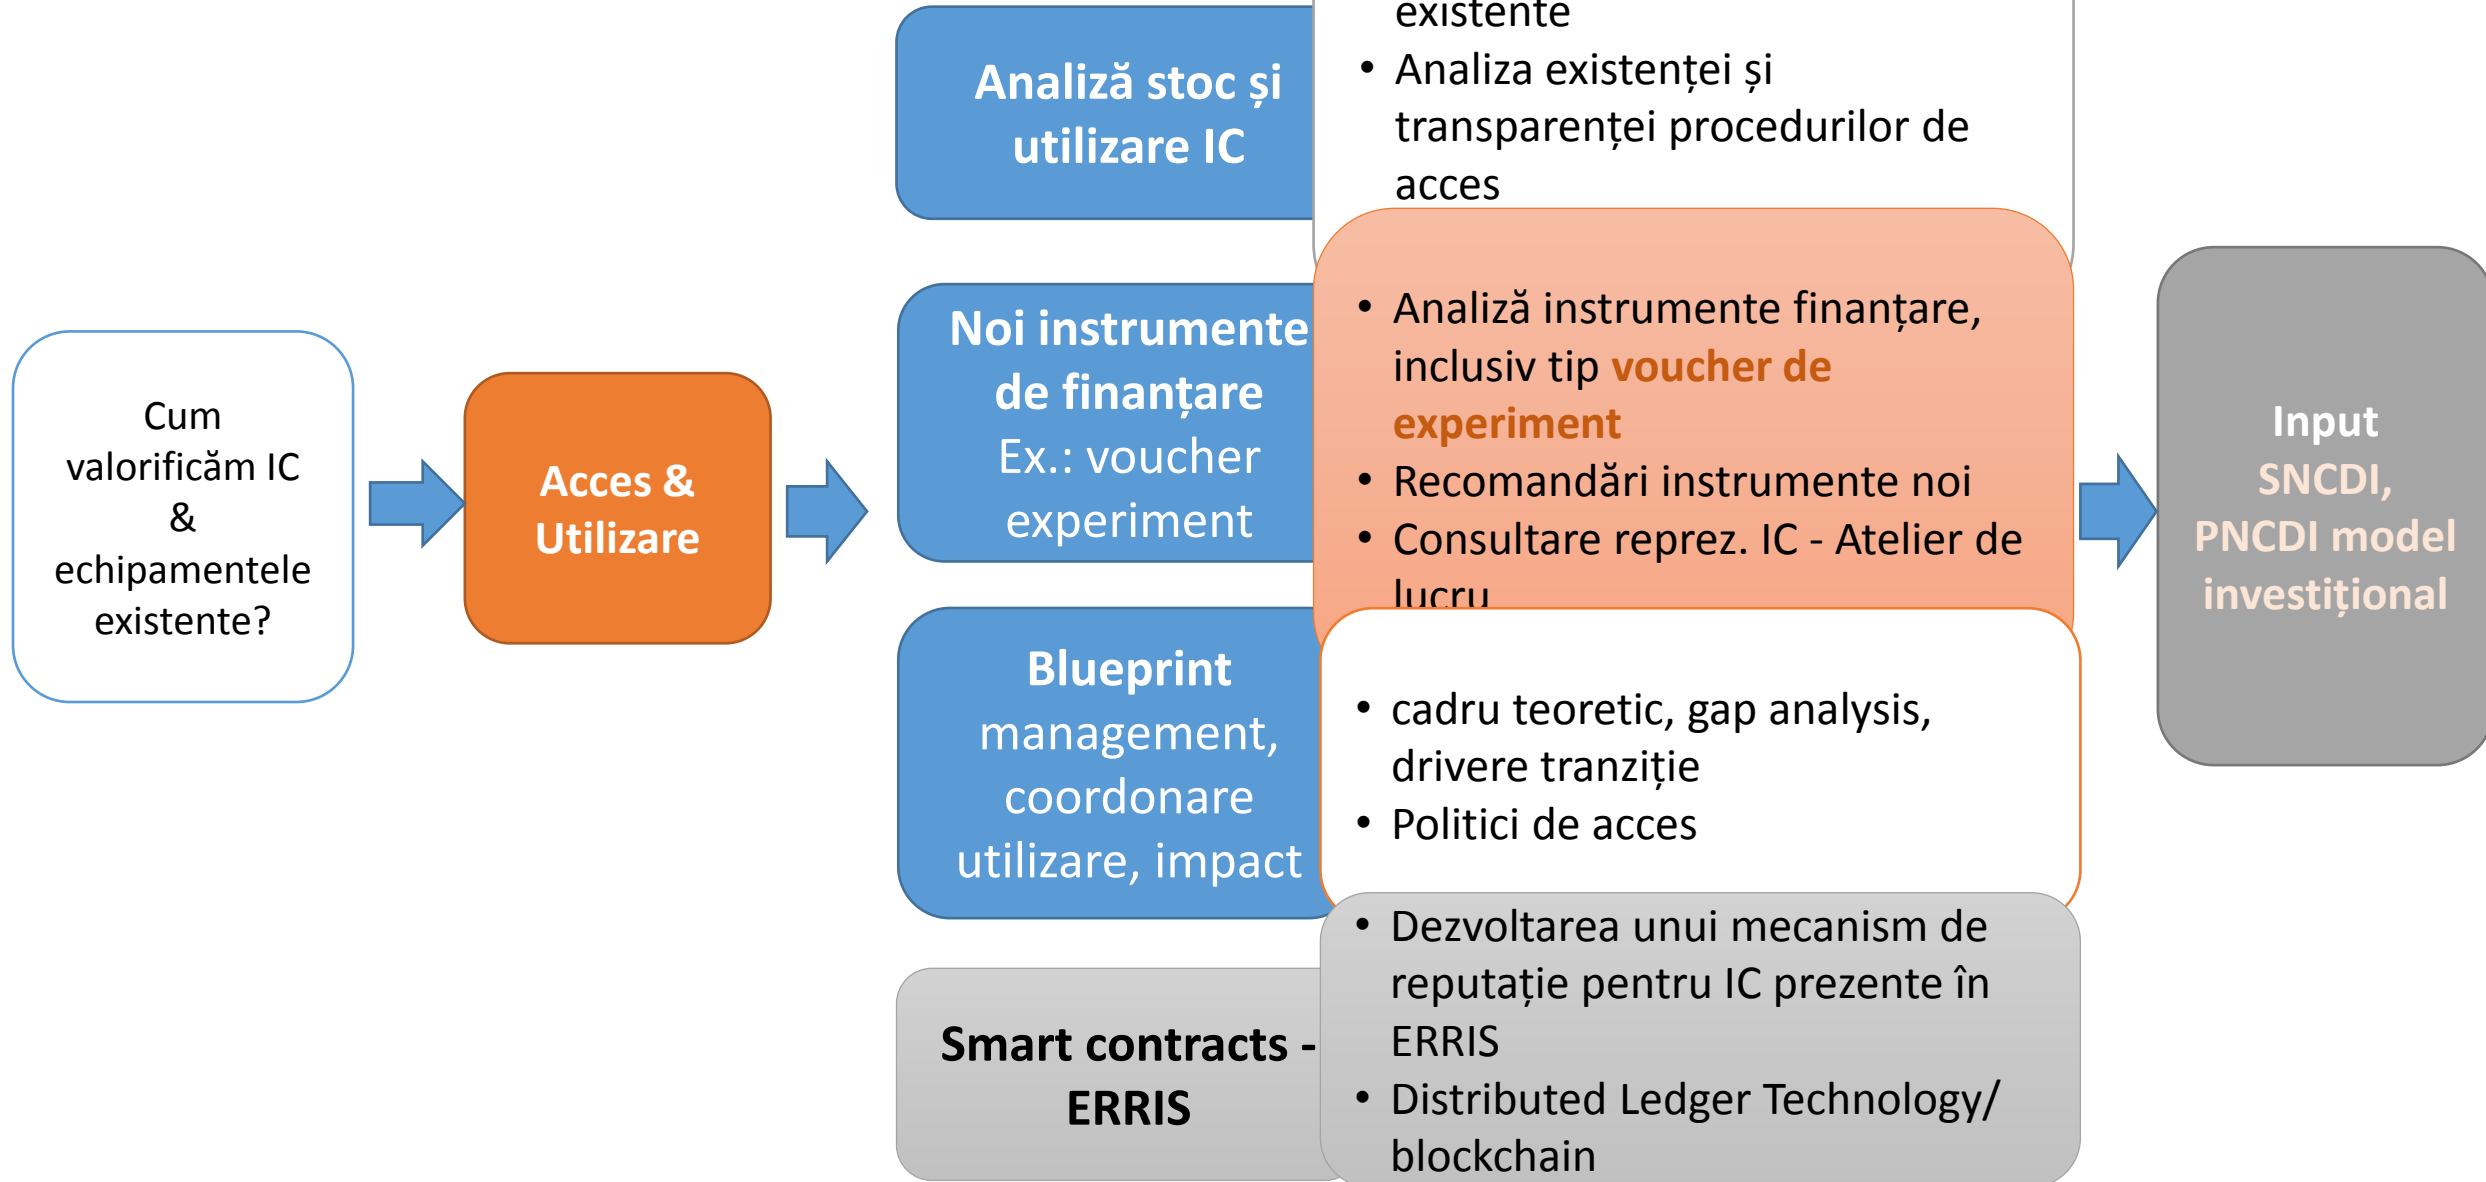 Cum
valorificăm IC
&
echipamentele
existente?
Acces &
Utilizare
Analiză stoc și
utilizare IC
existente
• Analiza existenței și
transparenței procedurilor de
acces
Noi instrumente
de finanțare
Ex.: voucher
experiment
• Analiză instrumente finanțare,
inclusiv tip voucher de
experiment
• Recomandări instrumente noi
• Consultare reprez. IC - Atelier de
lucru
Blueprint
management,
coordonare
utilizare, impact
• cadru teoretic, gap analysis,
drivere tranziție
• Politici de acces
Smart contracts -
ERRIS
• Dezvoltarea unui mecanism de
reputație pentru IC prezente în
ERRIS
• Distributed Ledger Technology/
blockchain
Input
SNCDI,
PNCDI model
investițional